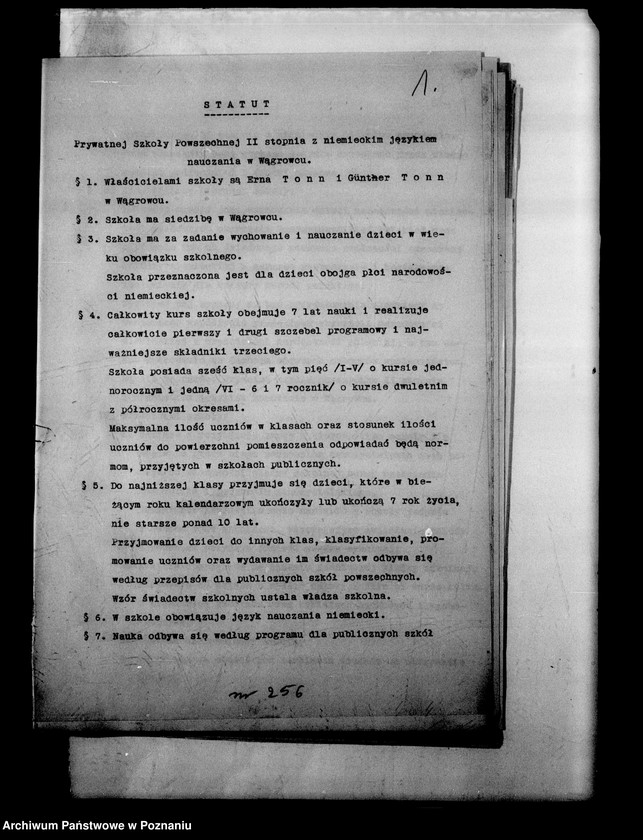 1.
STATUT
Prywatnej Szkoły Powszechnej II stopnia z niemieckim językiem
nauczania w Wągrowcu.
§ 1. Właścicielami szkoły są Erna T o n n i Günther T o n n
w Wągrowcu.
§ 2. Szkoła ma siedzibę w Wągrowcu.
§ 3. Szkoła ma za zadanie wychowanie i nauczanie dzieci w wie-
ku obowiązku szkolnego.
Szkoła przeznaczona jest dla dzieci obojga płci narodowoś-
ci niemieckiej.
§ 4. Całkowity kurs szkoły obejmuje 7 lat nauki i realizuje
całkowicie pierwszy i drugi szczebel programowy i naj-
ważniejsze składniki trzeciego.
Szkoła posiada sześć klas, w tym pięć /I-V/ o kursie jed-
norocznym i jedną /VI - 6 i 7 rocznik/ o kursie dwuletnim
z półrocznymi okresami.
Maksymalna ilość uczniów w klasach oraz stosunek ilości
uczniów do powierzchni pomieszczenia odpowiadać będą nor-
mom, przyjętych w szkołach publicznych.
§ 5. Do najniższej klasy przyjmuje się dzieci, które w bie-
żącym roku kalendarzowym ukończyły lub ukończą 7 rok życia,
nie starsze ponad 10 lat.
Przyjmowanie dzieci do innych klas, klasyfikowanie, pro-
mowanie uczniów oraz wydawanie im świadectw odbywa się
według przepisów dla publicznych szkół powszechnych.
Wzór świadectw szkolnych ustala władza szkolna.
§ 6. W szkole obowiązuje język nauczania niemiecki.
§ 7. Nauka odbywa się według programu dla publicznych szkół
nr 256
Archiwum Państwowe w Poznaniu